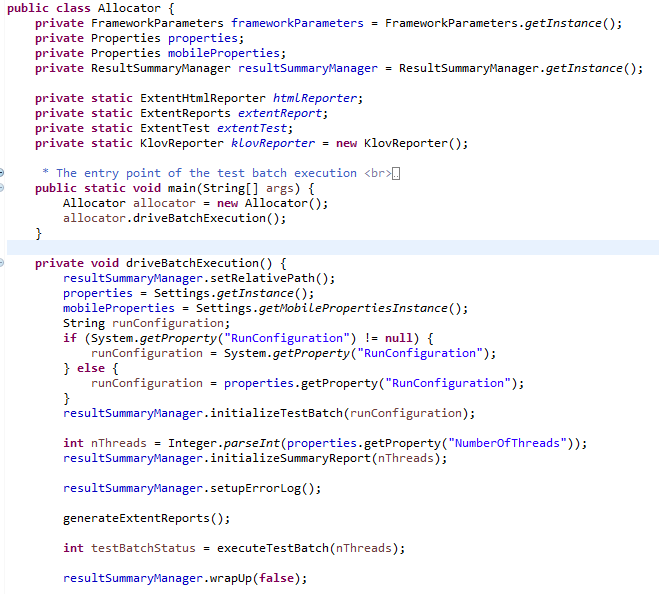 public class Allocator {
    private FrameworkParameters frameworkParameters = FrameworkParameters.getInstance();
    private Properties properties;
    private Properties mobileProperties;
    private ResultSummaryManager resultSummaryManager = ResultSummaryManager.getInstance();

    private static ExtentHtmlReporter htmlReporter;
    private static ExtentReports extentReport;
    private static ExtentTest extentTest;
    private static KlovReporter klovReporter = new KlovReporter();

     * The entry point of the test batch execution <br>..
    public static void main(String[] args) {
        Allocator allocator = new Allocator();
        allocator.driveBatchExecution();
    }

    private void driveBatchExecution() {
        resultSummaryManager.setRelativePath();
        properties = Settings.getInstance();
        mobileProperties = Settings.getMobilePropertiesInstance();
        String runConfiguration;
        if (System.getProperty("RunConfiguration") != null) {
            runConfiguration = System.getProperty("RunConfiguration");
        } else {
            runConfiguration = properties.getProperty("RunConfiguration");
        }
        resultSummaryManager.initializeTestBatch(runConfiguration);

        int nThreads = Integer.parseInt(properties.getProperty("NumberOfThreads"));
        resultSummaryManager.initializeSummaryReport(nThreads);

        resultSummaryManager.setupErrorLog();

        generateExtentReports();

        int testBatchStatus = executeTestBatch(nThreads);

        resultSummaryManager.wrapUp(false);